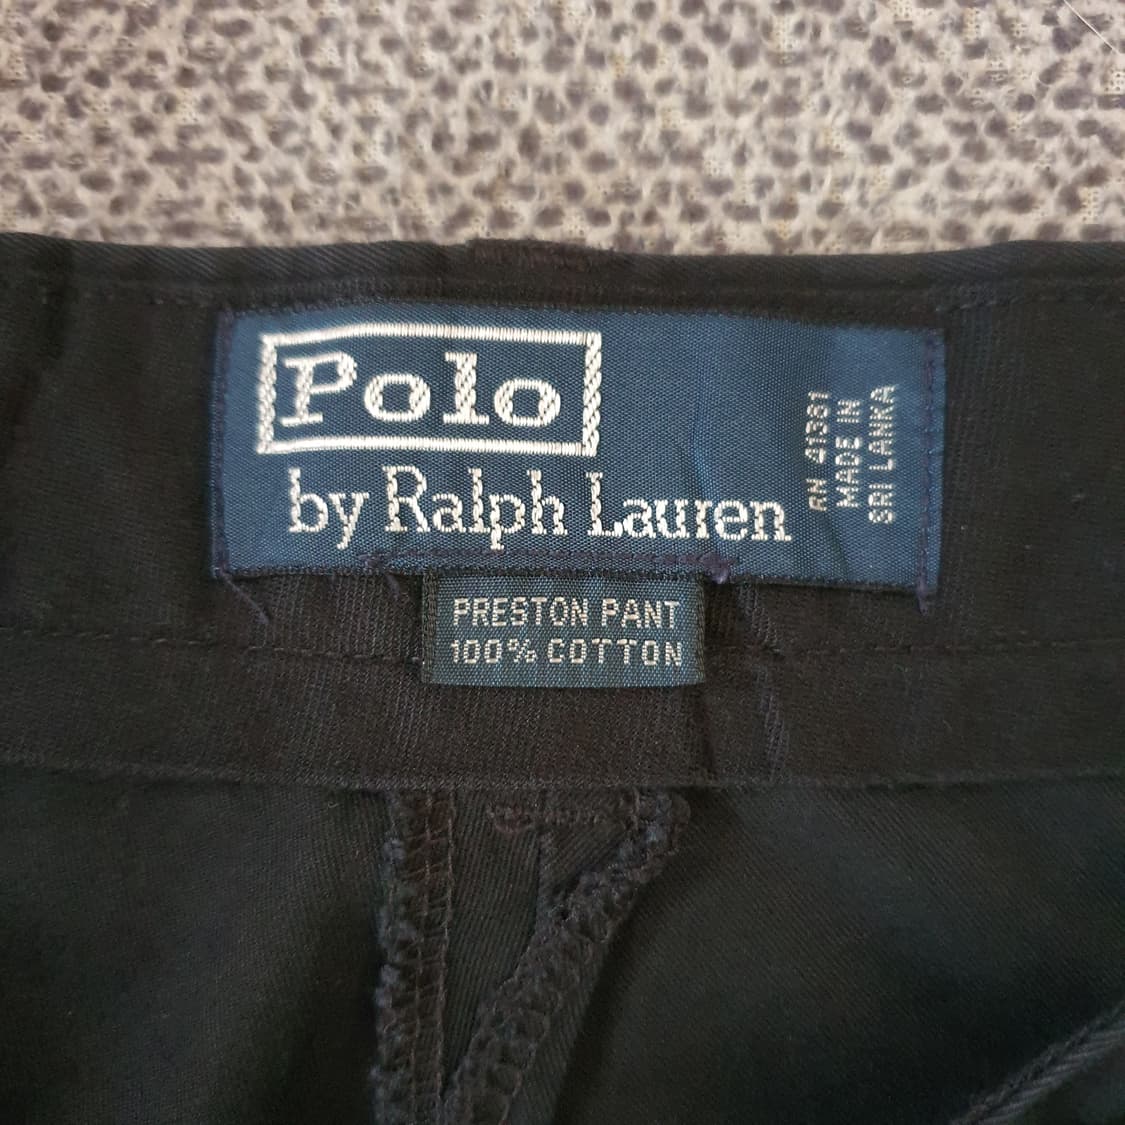 Polo
by Ralph Lauren
RN 41381
MADE IN
SRI LANKA
PRESTON PANT
100% COTTON